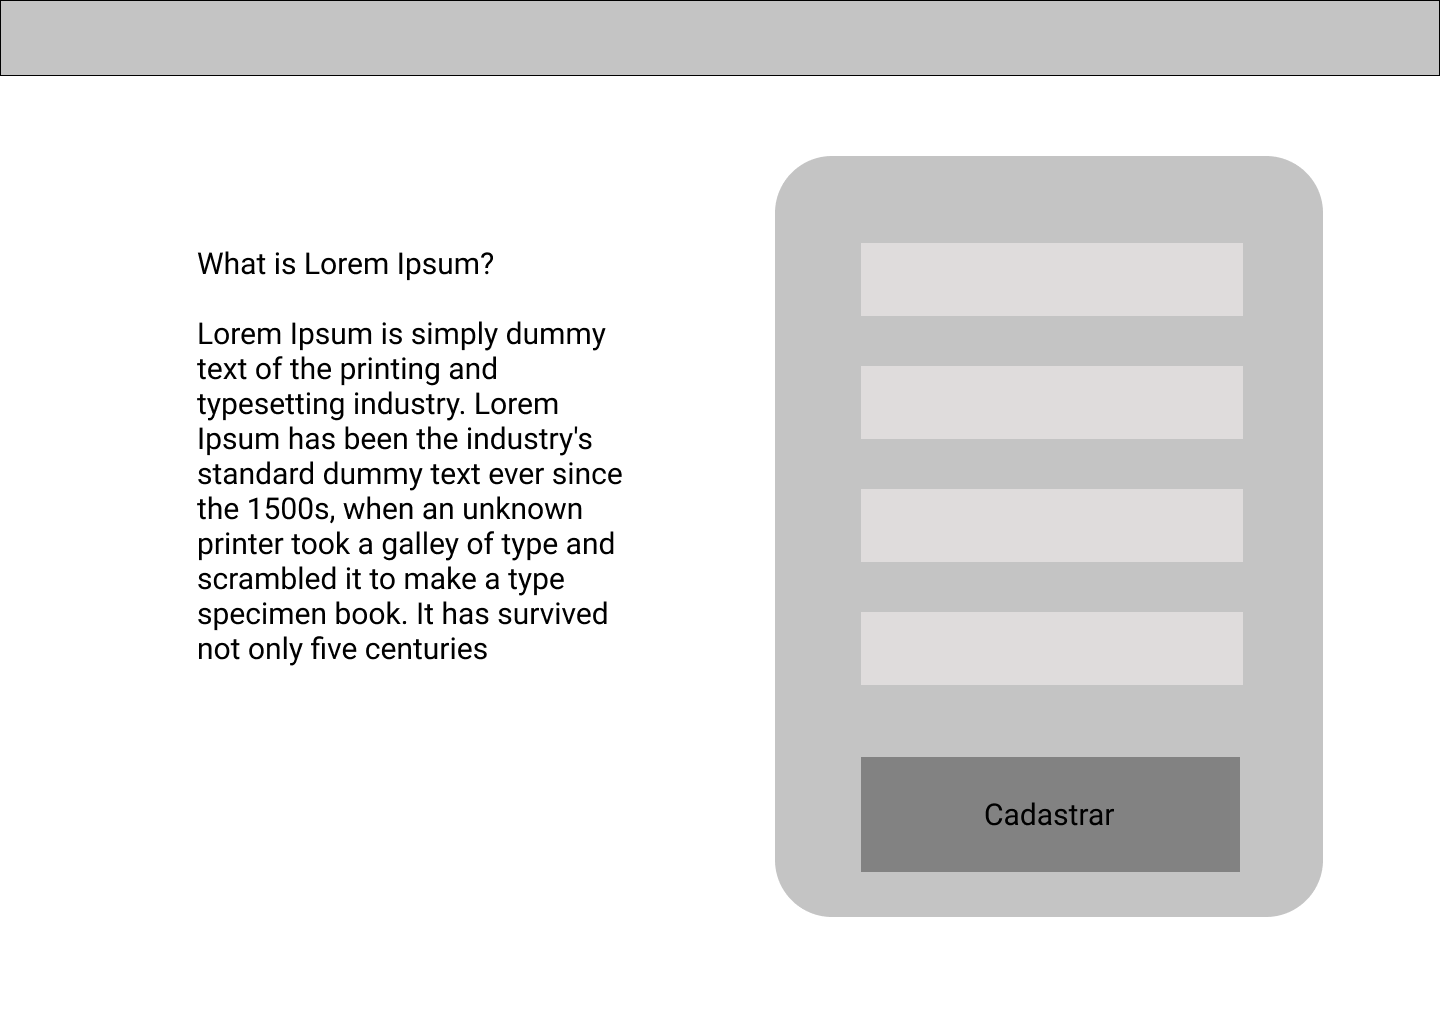 What is Lorem Ipsum?
Lorem Ipsum is simply dummy
text of the printing and
typesetting industry. Lorem
Ipsum has been the industry's
standard dummy text ever since
the 1500s, when an unknown
printer took a galley of type and
scrambled it to make a type
specimen book. It has survived
not only five centuries
Cadastrar